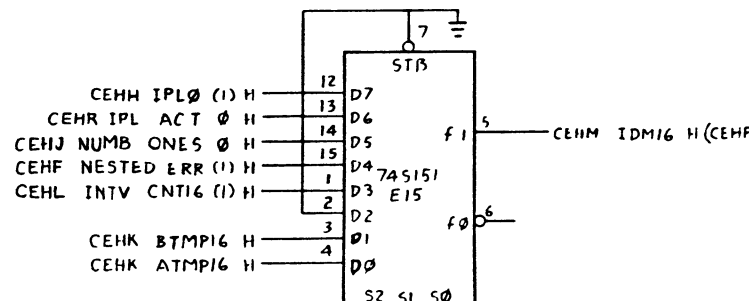 7
STB
12
CEHH IPLØ (1) H
D7
13
CEHR IPL ACT Ø H
D6
14
CEHJ NUMB ONES Ø H
D5
f1
5
CEHM IDM16 H (CEHF
15
CEHF NESTED ERR (1) H
D4
74S151
1
CEHL INTV CNT16 (1) H
D3
E15
2
D2
fØ
6
3
CEHK BTMP16 H
D1
4
CEHK ATMP16 H
DØ
S2 S1 SØ